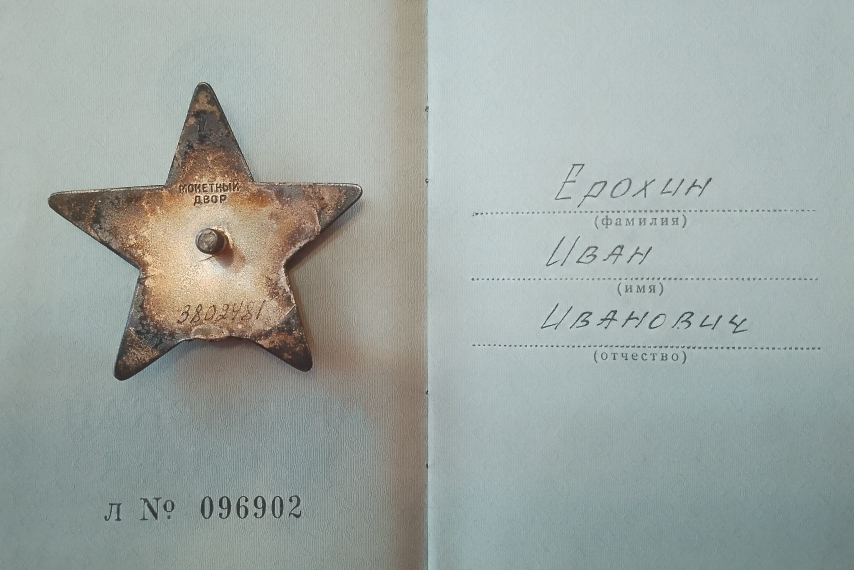 МОНЕТНЫЙ
ДВОР
3802481
Л № 096902
Ерохин
(фамилия)
Иван
(имя)
Иванович
(отчество)